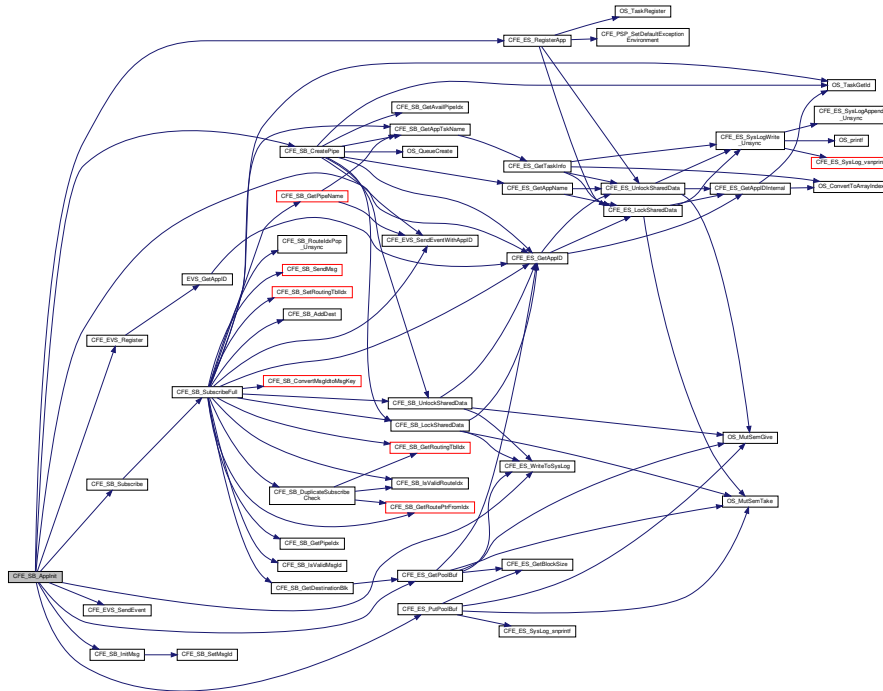 OS_TaskRegister
CFE_ES_RegisterApp
CFE_PSP_SetDefaultException
Environment
OS_TaskGetId
CFE_SB_GetAvailPipeIdx
CFE_ES_SysLogAppend
_Unsync
CFE_SB_GetAppTskName
CFE_ES_SysLogWrite
_Unsync
OS_printf
CFE_SB_CreatePipe
OS_QueueCreate
CFE_ES_SysLog_vsnprintf
CFE_ES_GetTaskInfo
CFE_ES_GetAppName
CFE_ES_UnlockSharedData
CFE_ES_GetAppIDInternal
OS_ConvertToArrayIndex
CFE_SB_GetPipeName
CFE_ES_LockSharedData
CFE_SB_RouteIdxPop
_Unsync
CFE_EVS_SendEventWithAppID
CFE_ES_GetAppID
CFE_SB_SendMsg
EVS_GetAppID
CFE_SB_SetRoutingTblIdx
CFE_SB_AddDest
CFE_EVS_Register
CFE_SB_ConvertMsgIdtoMsgKey
CFE_SB_SubscribeFull
CFE_SB_UnlockSharedData
CFE_SB_LockSharedData
OS_MutSemGive
CFE_SB_GetRoutingTblIdx
CFE_ES_WriteToSysLog
CFE_SB_Subscribe
CFE_SB_IsValidRouteIdx
CFE_SB_DuplicateSubscribe
Check
OS_MutSemTake
CFE_SB_GetRoutePtrFromIdx
CFE_SB_GetPipeIdx
CFE_SB_IsValidMsgId
CFE_ES_GetBlockSize
CFE_SB_AppInit
CFE_ES_GetPoolBuf
CFE_SB_GetDestinationBlk
CFE_EVS_SendEvent
CFE_ES_PutPoolBuf
CFE_ES_SysLog_snprintf
CFE_SB_InitMsg
CFE_SB_SetMsgId